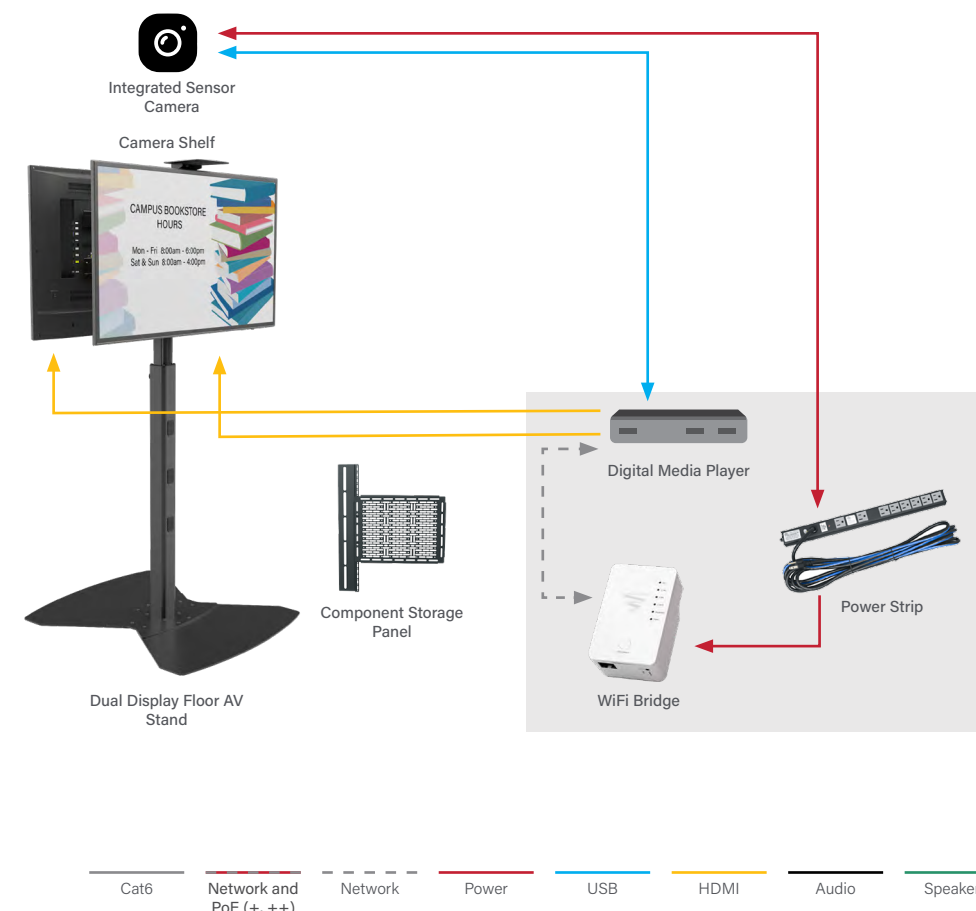 Integrated Sensor
Camera
Camera Shelf
CAMPUS BOOKSTORE
HOURS
Mon - Fri 8:00am - 6:00pm
Sat & Sun 8:00am - 4:00pm
Digital Media Player
Component Storage
Panel
Power Strip
WiFi Bridge
Dual Display Floor AV
Stand
Cat6
Network and
PoE (+, ++)
Network
Power
USB
HDMI
Audio
Speaker